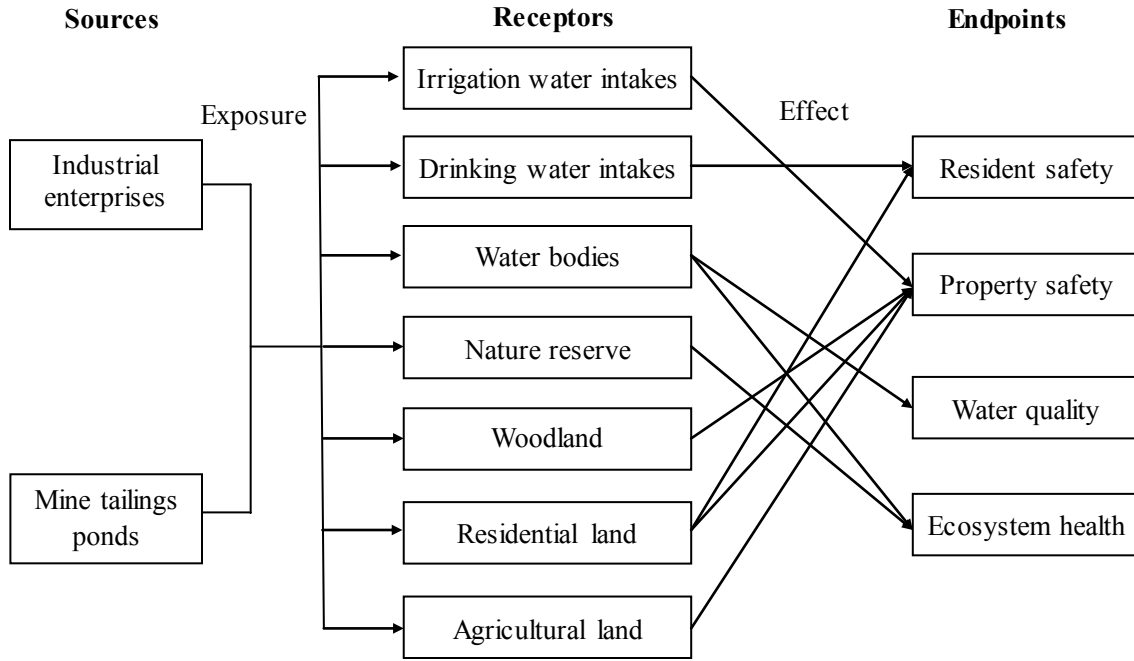 Sources
Receptors
Endpoints
Exposure
Effect
Industrial
enterprises
Mine tailings
ponds
Irrigation water intakes
Drinking water intakes
Water bodies
Nature reserve
Woodland
Residential land
Agricultural land
Resident safety
Property safety
Water quality
Ecosystem health